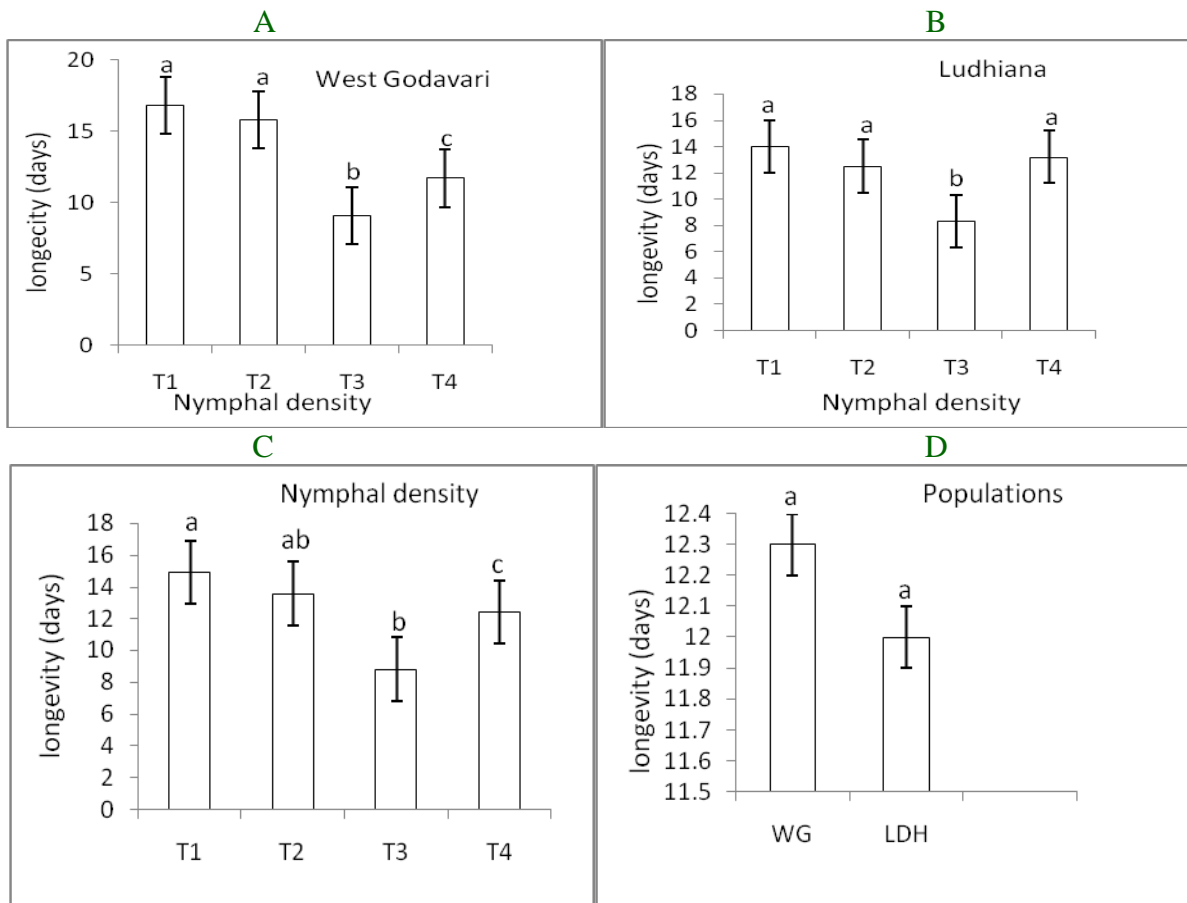 A
West Godavari
longecity (days)
20
15
10
5
0
a
a
b
c
T1 T2 T3 T4
Nymphal density
B
Ludhiana
longevity (days)
18
16
14
12
10
8
6
4
2
0
a
a
b
a
T1 T2 T3 T4
Nymphal density
C
Nymphal density
longevity (days)
18
16
14
12
10
8
6
4
2
0
a
ab
b
c
T1 T2 T3 T4
D
Populations
longevity (days)
12.4
12.3
12.2
12.1
12
11.9
11.8
11.7
11.6
11.5
a
a
WG LDH